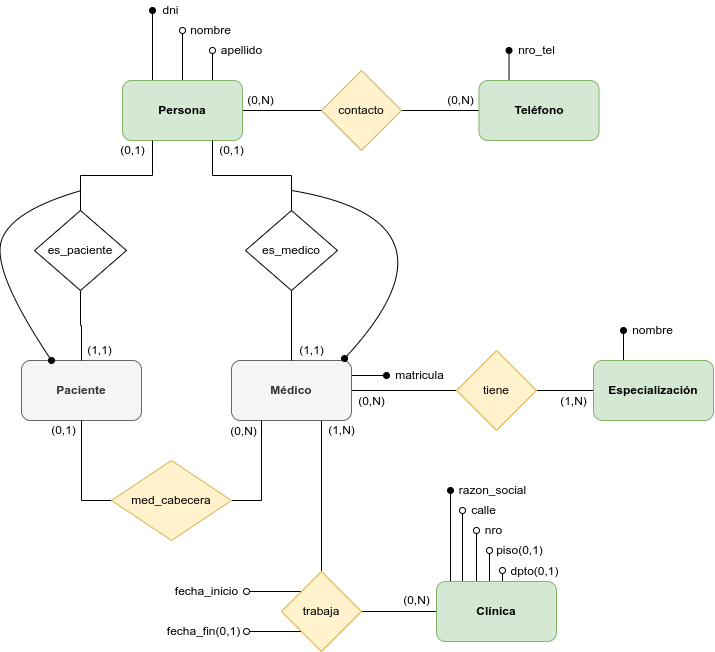 dni
nombre
apellido
nro_tel
Persona
(0,N)
contacto
(0,N)
Teléfono
(0,1)
(0,1)
es_paciente
es_medico
(1,1)
(1,1)
nombre
Paciente
Médico
matricula
tiene
Especialización
(0,N)
(1,N)
(0,1)
(0,N)
(1,N)
med_cabecera
razon_social
calle
nro
piso(0,1)
dpto(0,1)
fecha_inicio
(0,N)
trabaja
Clínica
fecha_fin(0,1)